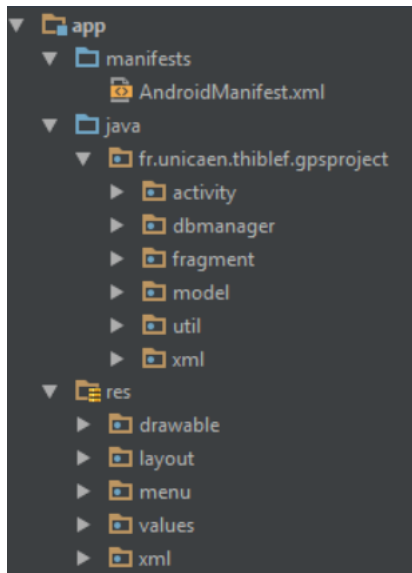 app
manifests
AndroidManifest.xml
java
fr.unicaen.thiblef.gpsproject
activity
dbmanager
fragment
model
util
xml
res
drawable
layout
menu
values
xml